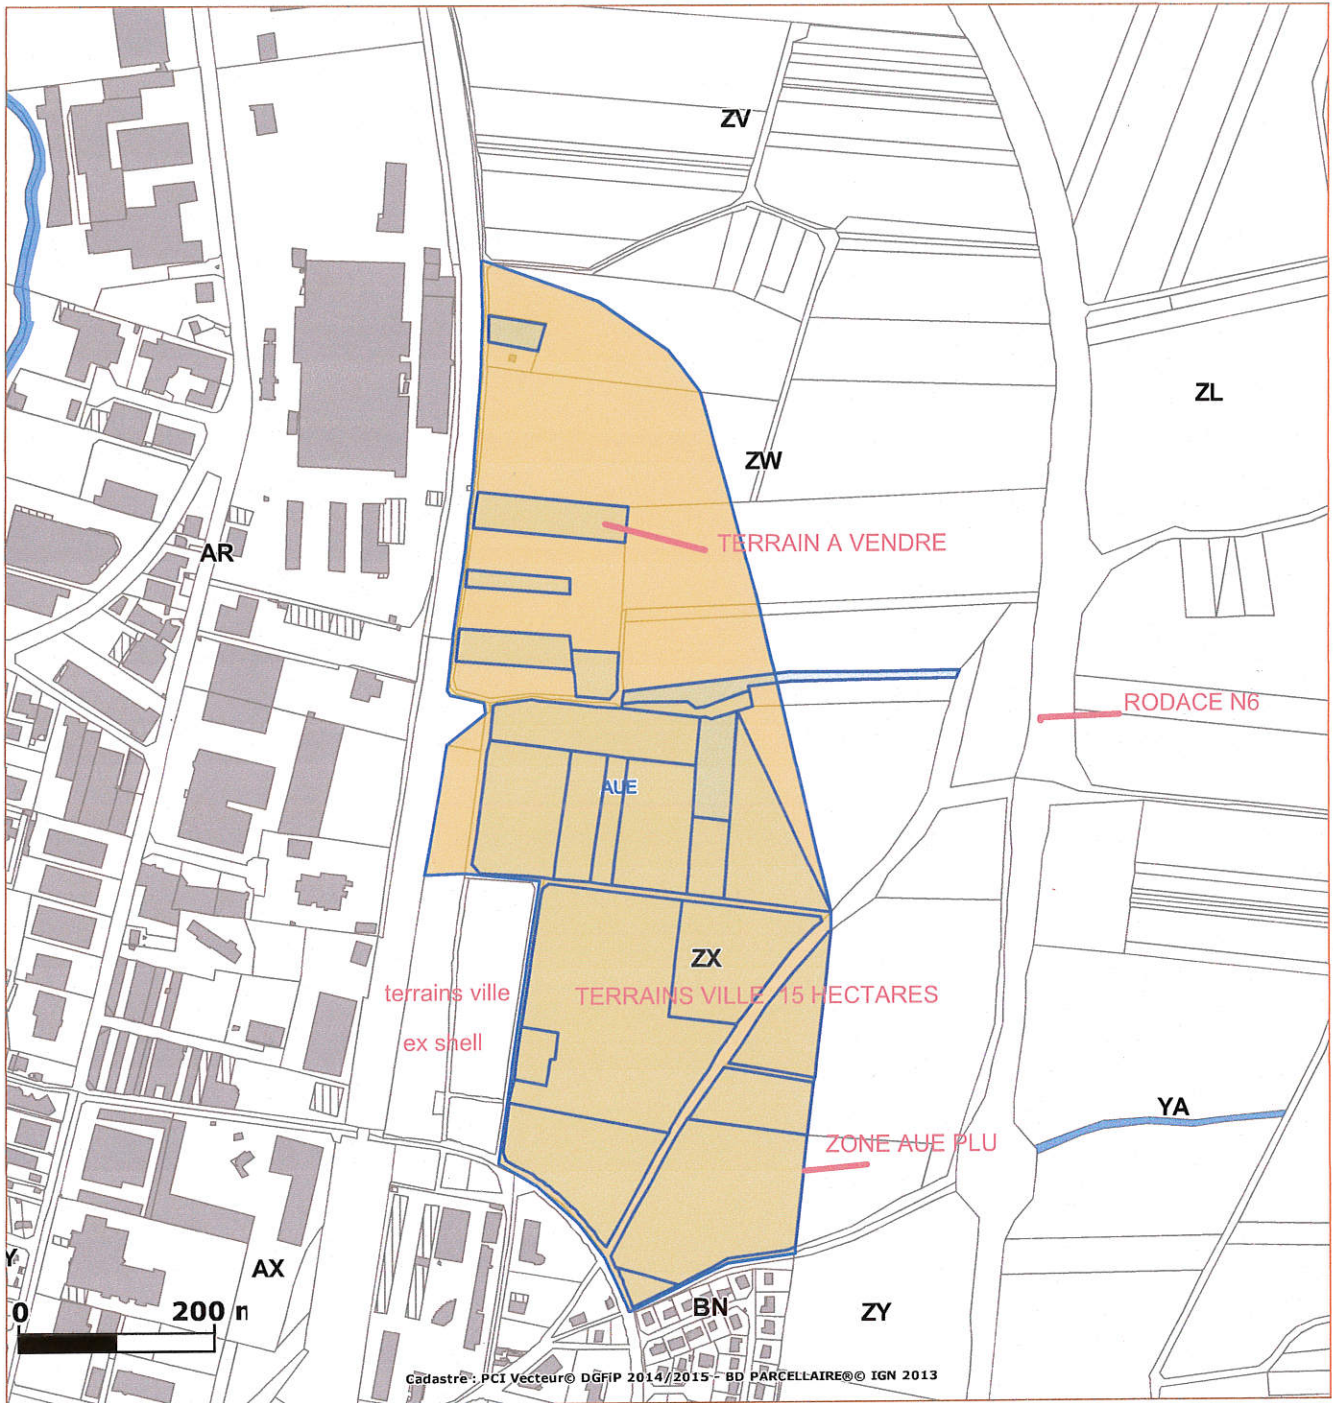 ZV
ZL
ZW
TERRAIN A VENDRE
AR
RODACE N6
AUE
ZX
terrains ville
ex shell
TERRAINS VILLE 15 HECTARES
YA
ZONE AUE PLU
Y
AX
BN
ZY
0 200 m
Cadastre : PCI Vecteur© DGFiP 2014/2015 - BD PARCELLAIRE®© IGN 2013